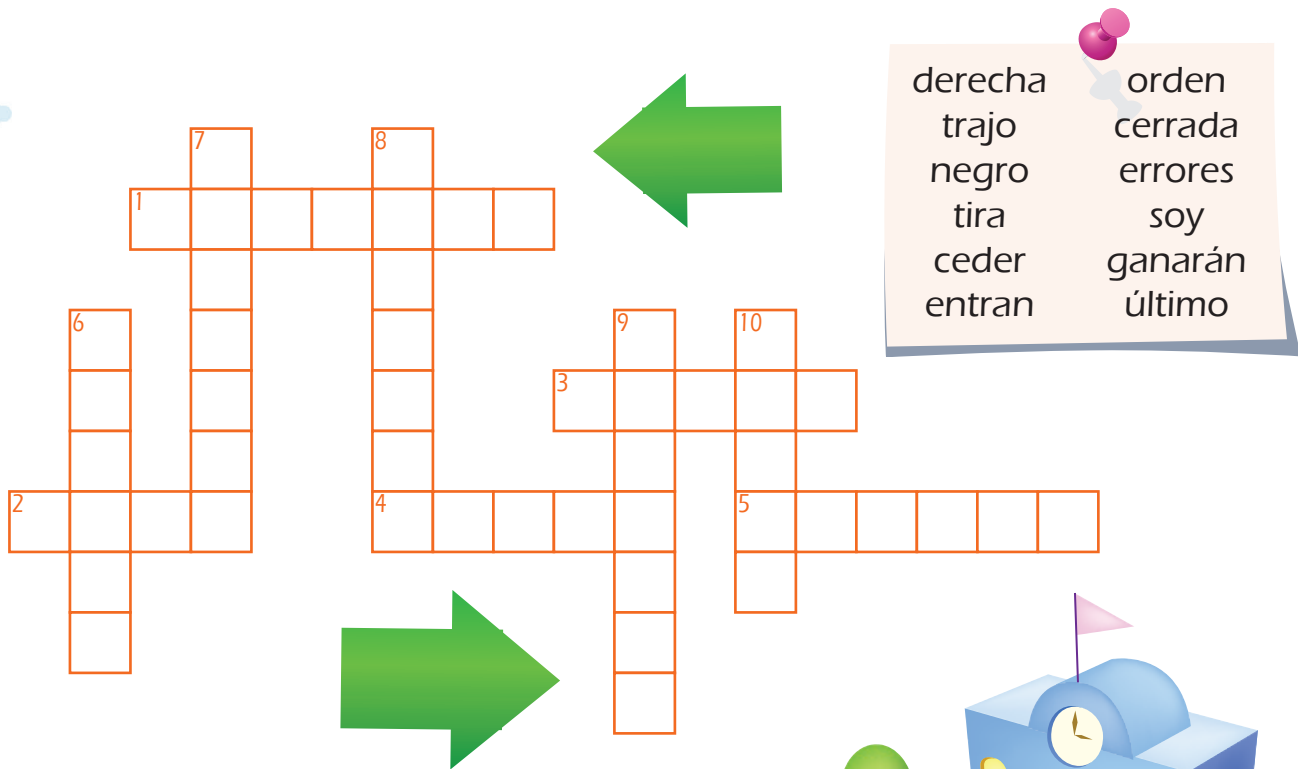 derecha orden
trajo cerrada
negro errores
tira soy
ceder ganarán
entran último
7 8
1
6 9 10
3
2 4 5